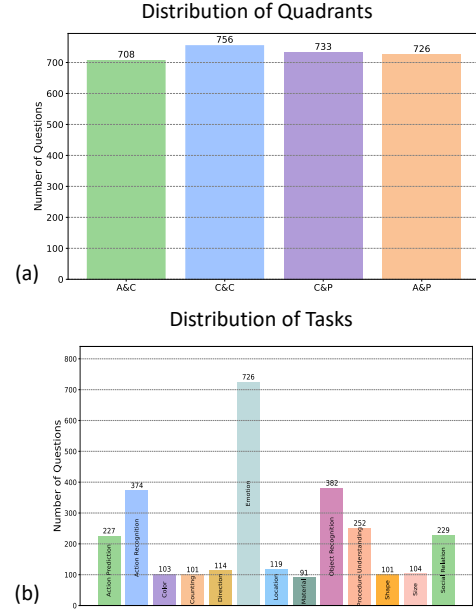 Distribution of Quadrants
Number of Questions
700
600
500
400
300
200
100
0
708
756
733
726
A&C
C&C
C&P
A&P
(a)
Distribution of Tasks
Number of Questions
800
700
600
500
400
300
200
100
0
227
374
103
101
114
726
119
91
382
252
101
104
229
Action Prediction
Action Recognition
Color
Counting
Direction
Emotion
Location
Material
Object Recognition
Procedure Understanding
Shape
Size
Social Relation
(b)